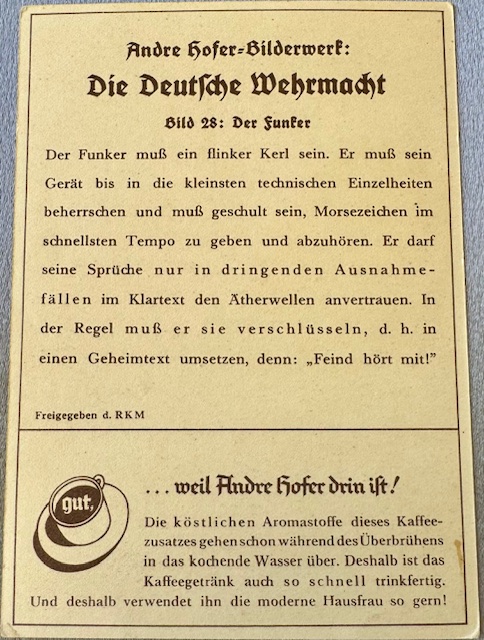 Andre Hofer-Bilderwerk:
Die Deutsche Wehrmacht
Bild 28: Der Funker
Der Funker muß ein flinker Kerl sein. Er muß sein
Gerät bis in die kleinsten technischen Einzelheiten
beherrschen und muß geschult sein, Morsezeichen im
schnellsten Tempo zu geben und abzuhören. Er darf
seine Sprüche nur in dringenden Ausnahme-
fällen im Klartext den Ätherwellen anvertrauen. In
der Regel muß er sie verschlüsseln, d. h. in
einen Geheimtext umsetzen, denn: „Feind hört mit!"
Freigegeben d. RKM
gut,
... weil Andre Hofer drin ist!
Die köstlichen Aromastoffe dieses Kaffee-
zusatzes gehen schon während des Überbrühens
in das kochende Wasser über. Deshalb ist das
Kaffeegetränk auch so schnell trinkfertig.
Und deshalb verwendet ihn die moderne Hausfrau so gern!